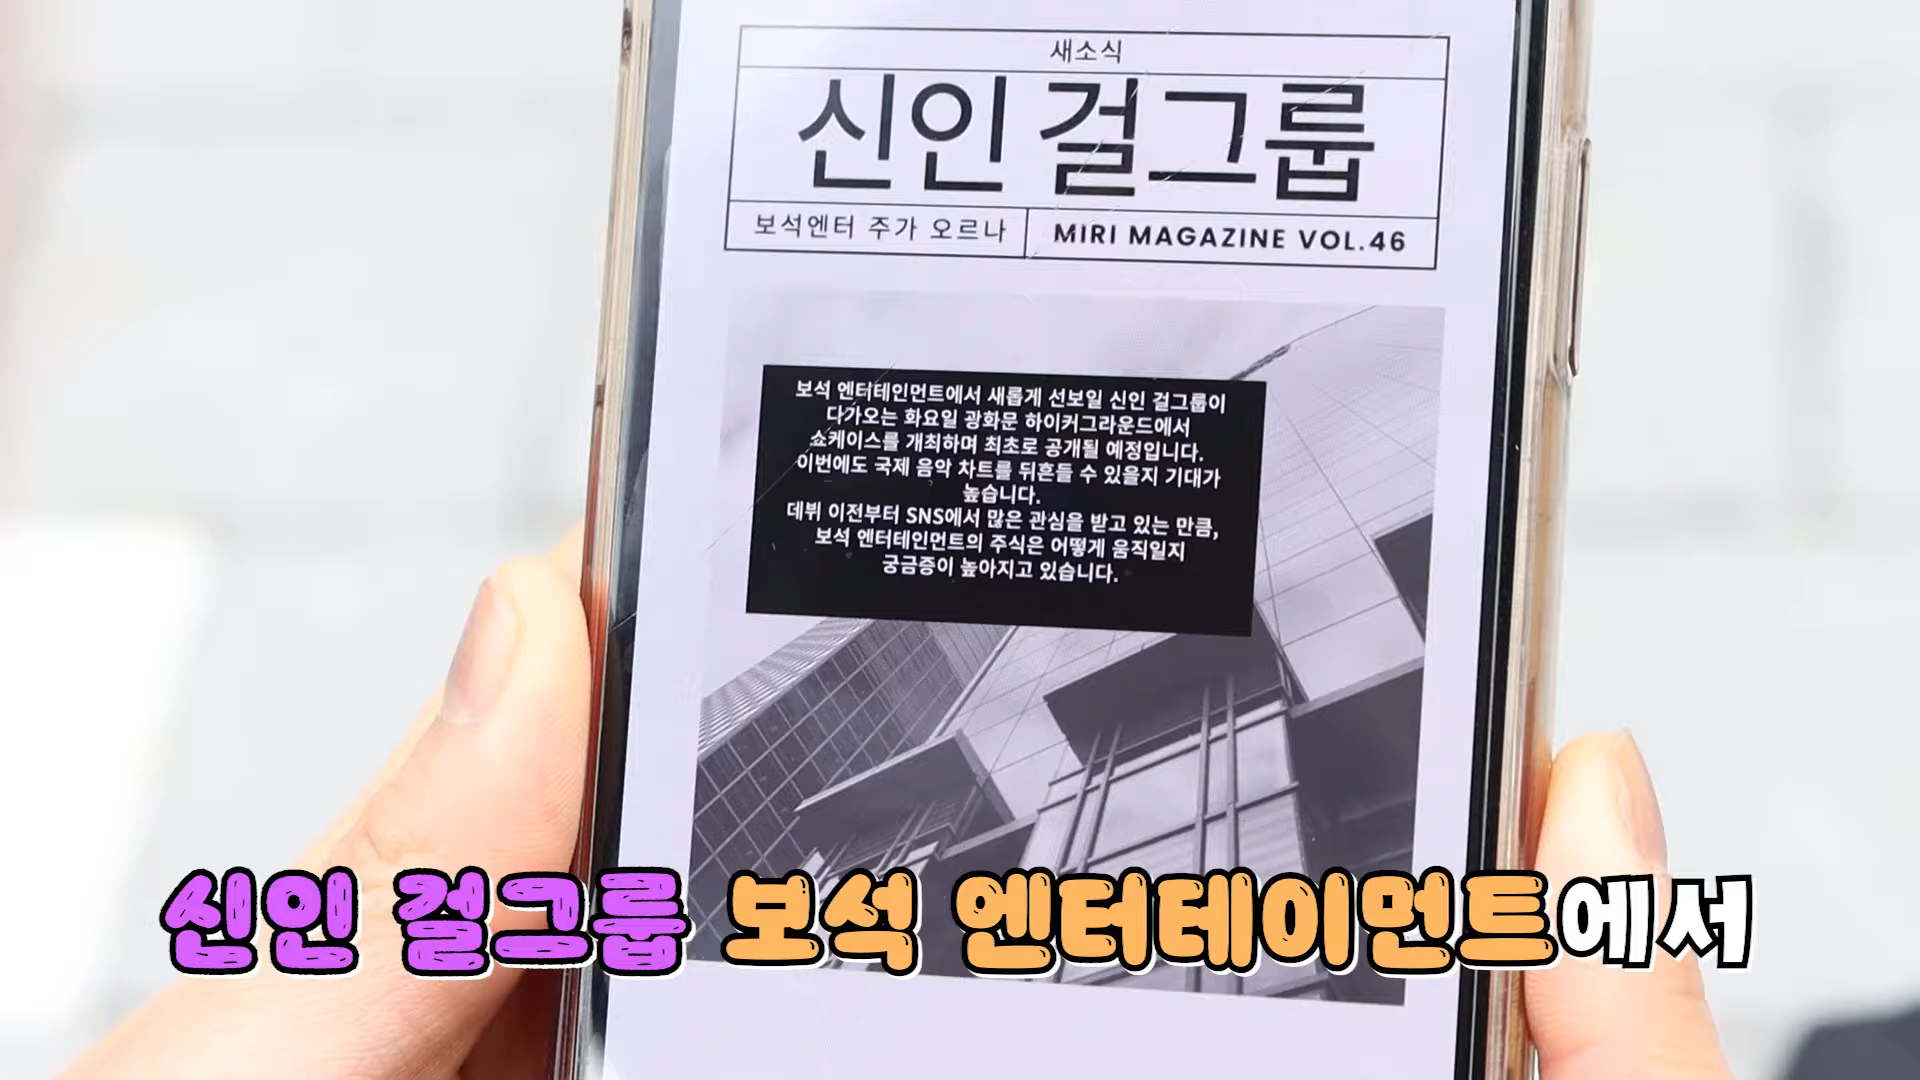 새소식
신인 걸그룹
보석엔터 주가 오르나
MIRI MAGAZINE VOL.46
보석 엔터테인먼트에서 새롭게 선보일 신인 걸그룹이
다가오는 화요일 광화문 하이커그라운드에서
쇼케이스를 개최하며 최초로 공개될 예정입니다.
이번에도 국제 음악 차트를 뒤흔들 수 있을지 기대가
높습니다.
데뷔 이전부터 SNS에서 많은 관심을 받고 있는 만큼,
보석 엔터테인먼트의 주식은 어떻게 움직일지
궁금증이 높아지고 있습니다.
신인 걸그룹 보석 엔터테이먼트에서